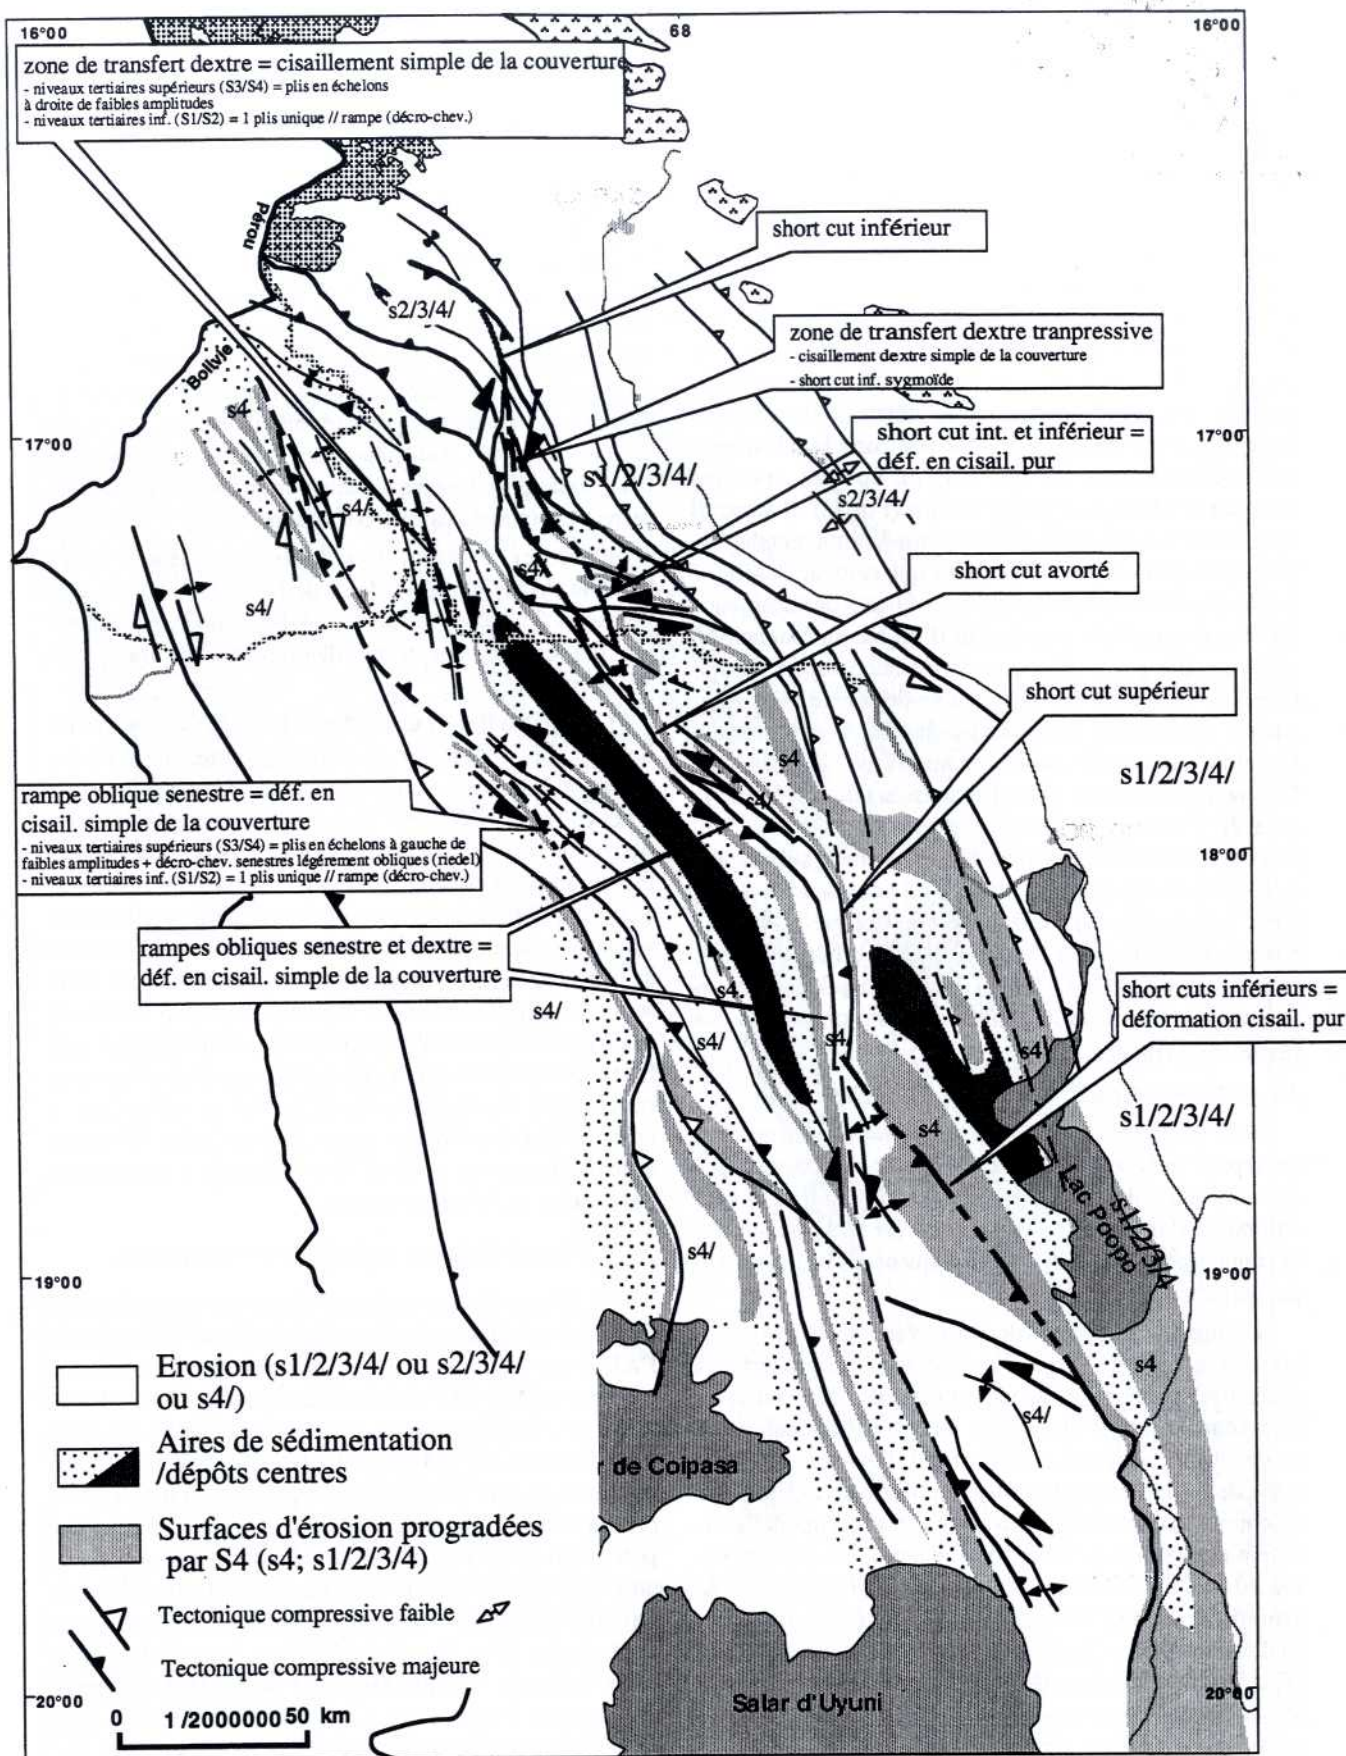 16°00
68
16°00
zone de transfert dextre = cisaillement simple de la couverture
- niveaux tertiaires supérieurs (S3/S4) = plis en échelons
à droite de faibles amplitudes
- niveaux tertiaires inf. (S1/S2) = 1 plis unique // rampe (décro-chev.)
Pérou
short cut inférieur
s2/3/4/
zone de transfert dextre tranpressive
- cisaillement dextre simple de la couverture
- short cut inf. sygmoïde
Bolivie
s4
17°00
17°00
short cut int. et inférieur =
déf. en cisail. pur
s1/2/3/4/
s2/3/4/
s4/
s4/
short cut avorté
s4/
short cut supérieur
s4
s1/2/3/4/
s4/
rampe oblique senestre = déf. en
cisail. simple de la couverture
- niveaux tertiaires supérieurs (S3/S4) = plis en échelons à gauche de
faibles amplitudes + décro-chev. senestres légérement obliques (riedel)
- niveaux tertiaires inf. (S1/S2) = 1 plis unique // rampe (décro-chev.)
18°00
rampes obliques senestre et dextre =
déf. en cisail. simple de la couverture
s4
short cuts inférieurs =
déformation cisail. pur
s4/
s4/
s4/
s4
s4
s1/2/3/4/
Lac Poopo
s1/2/3/4
s4/
19°00
19°00
s4
s4/
Erosion (s1/2/3/4/ ou s2/3/4/
ou s4/)
Aires de sédimentation
/dépôts centres
r de Coipasa
Surfaces d'érosion progradées
par S4 (s4; s1/2/3/4)
Tectonique compressive faible
Tectonique compressive majeure
20°00
20°00
Salar d'Uyuni
0 1/2000000 50 km